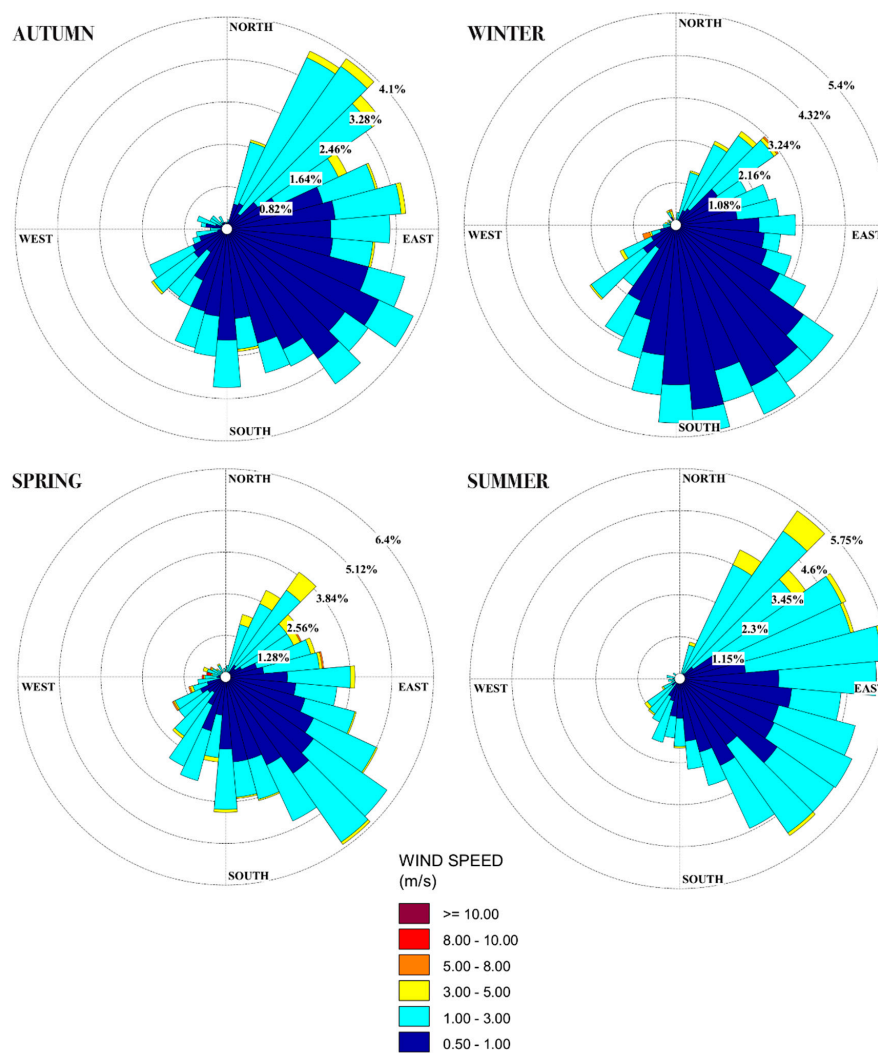 AUTUMN
NORTH
4.1%
3.28%
2.46%
1.64%
0.82%
WEST
EAST
SOUTH
WINTER
NORTH
5.4%
4.32%
3.24%
2.16%
1.08%
WEST
EAST
SOUTH
SPRING
NORTH
6.4%
5.12%
3.84%
2.56%
1.28%
WEST
EAST
SOUTH
SUMMER
NORTH
5.75%
4.6%
3.45%
2.3%
1.15%
WEST
EAST
SOUTH
WIND SPEED
(m/s)
>= 10.00
8.00 - 10.00
5.00 - 8.00
3.00 - 5.00
1.00 - 3.00
0.50 - 1.00